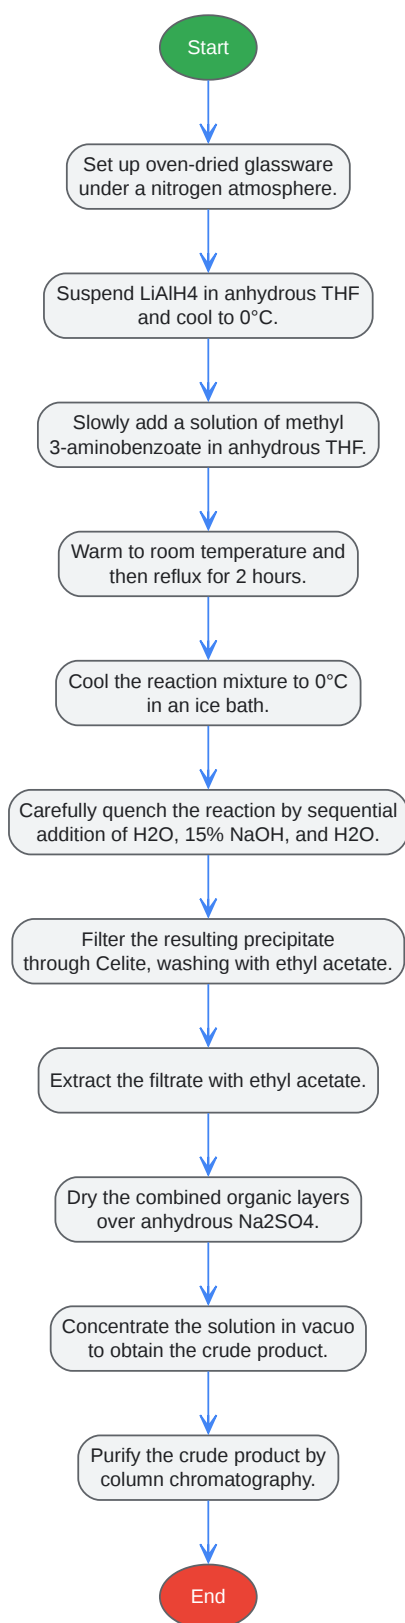 Start
Set up oven-dried glassware
under a nitrogen atmosphere.
Suspend LiAlH4 in anhydrous THF
and cool to 0°C.
Slowly add a solution of methyl
3-aminobenzoate in anhydrous THF.
Warm to room temperature and
then reflux for 2 hours.
Cool the reaction mixture to 0°C
in an ice bath.
Carefully quench the reaction by sequential
addition of H2O, 15% NaOH, and H2O.
Filter the resulting precipitate
through Celite, washing with ethyl acetate.
Extract the filtrate with ethyl acetate.
Dry the combined organic layers
over anhydrous Na2SO4.
Concentrate the solution in vacuo
to obtain the crude product.
Purify the crude product by
column chromatography.
End